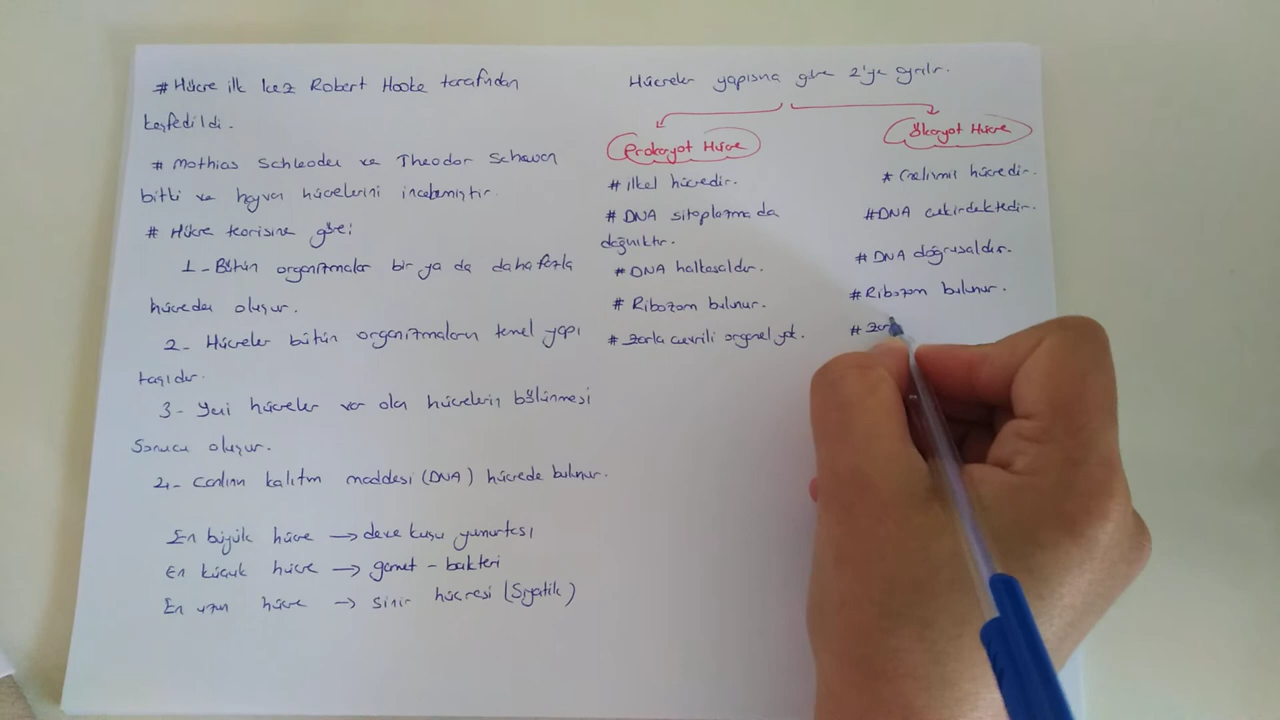 # Hücre ilk kez Robert Hooke tarafından
keşfedildi.
# Mathias Schleiden ve Theodor Schwan
bitki ve hayvan hücrelerini incelemiştir.
# Hücre teorisine göre;
1- Bütün organizmalar bir ya da daha fazla
hücreden oluşur.
2- Hücreler bütün organizmaların temel yapı
taşıdır.
3- Yeni hücreler var olan hücrelerin bölünmesi
sonucu oluşur.
4- Canlının kalıtım maddesi (DNA) hücrede bulunur.
En büyük hücre → deve kuşu yumurtası
En küçük hücre → gamet - bakteri
En uzun hücre → sinir hücresi (Siyatik)
Hücreler yapısına göre 2'ye ayrılır.
Prokaryot Hücre
# ilkel hücredir.
# DNA sitoplazma da
dağınıktır.
# DNA halkasaldır.
# Ribozom bulunur.
# Zarla çevrili organel yok.
Ökaryot Hücre
* Gelişmiş hücredir.
# DNA çekirdektedir.
# DNA doğrusaldır.
# Ribozom bulunur.
# Zar